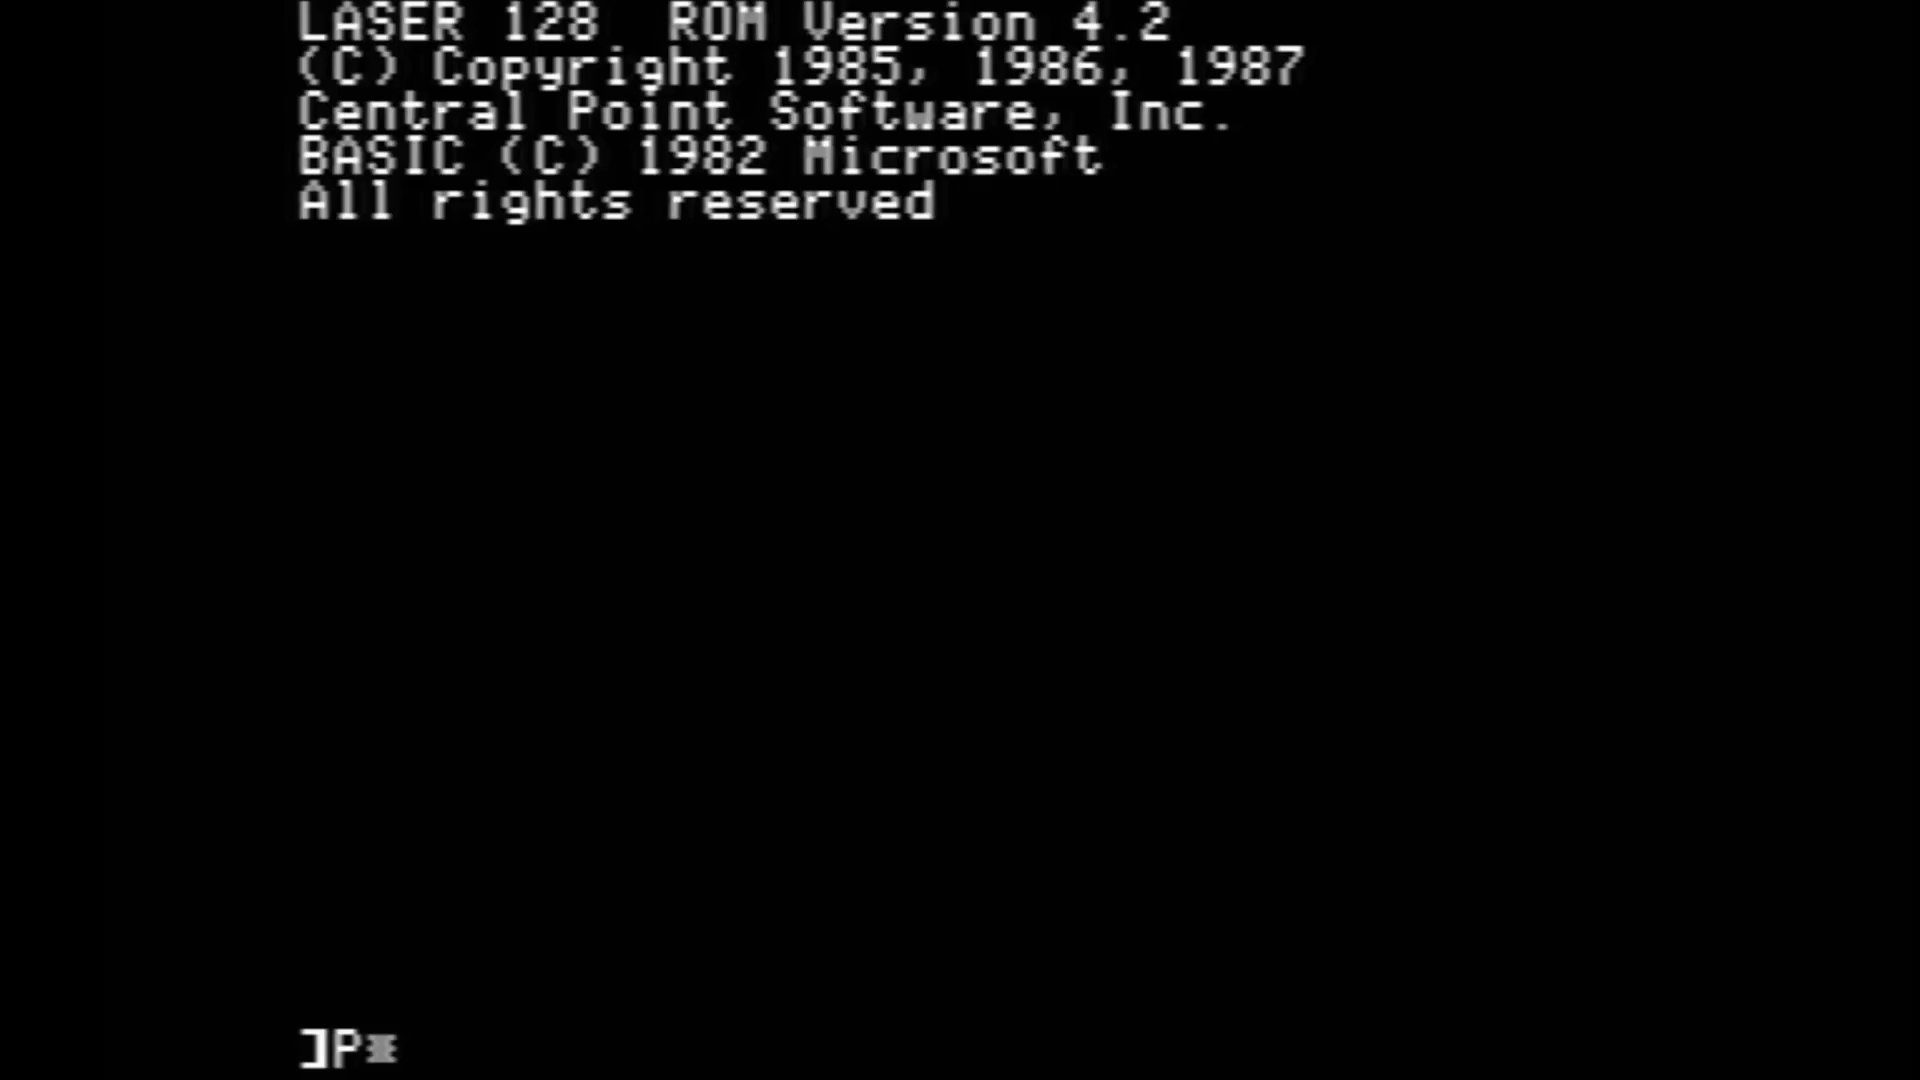 LASER 128  ROM Version 4.2
(C) Copyright 1985, 1986, 1987
Central Point Software, Inc.
BASIC (C) 1982 Microsoft
All rights reserved
]P